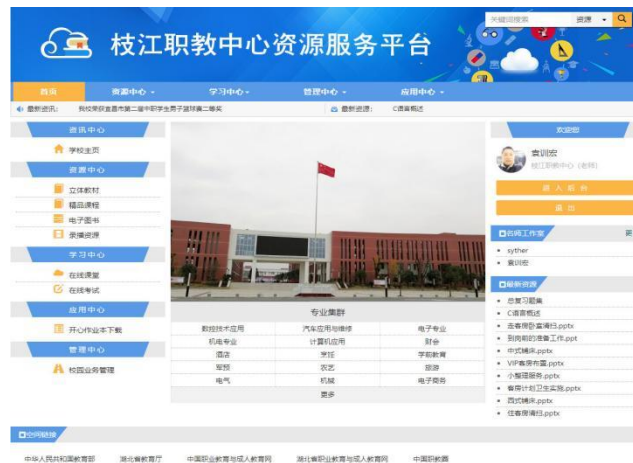 关键词搜索 资源
枝江职教中心资源服务平台
首页 资源中心 学习中心 管理中心 应用中心
最新资讯: 我校荣获宜昌市第二届中职学生男子篮球赛二等奖 最新资源: C语言概述
资讯中心
学校主页
资源中心
立体教材
精品课程
电子图书
录播资源
学习中心
在线课堂
在线考试
应用中心
开心作业本下载
管理中心
校园业务管理
专业集群
数控技术应用 汽车应用与维修 电子专业
机电专业 计算机应用 财会
酒店 烹饪 学前教育
军预 农艺 旅游
电气 机械 电子商务
更多
欢迎您
袁训宏
枝江职教中心 (老师)
进入后台
退出
名师工作室
syther
袁训宏
最新资源
总复习题集
C语言概述
走客房卧室清扫.pptx
到岗前的准备工作.ppt
中式铺床.pptx
VIP客房布置.pptx
小整理服务.pptx
客房计划卫生实施.pptx
西式铺床.pptx
住客房清扫.pptx
空间链接
中华人民共和国教育部 湖北省教育厅 中国职业教育与成人教育网 湖北省职业教育与成人教育网 中国职教圈